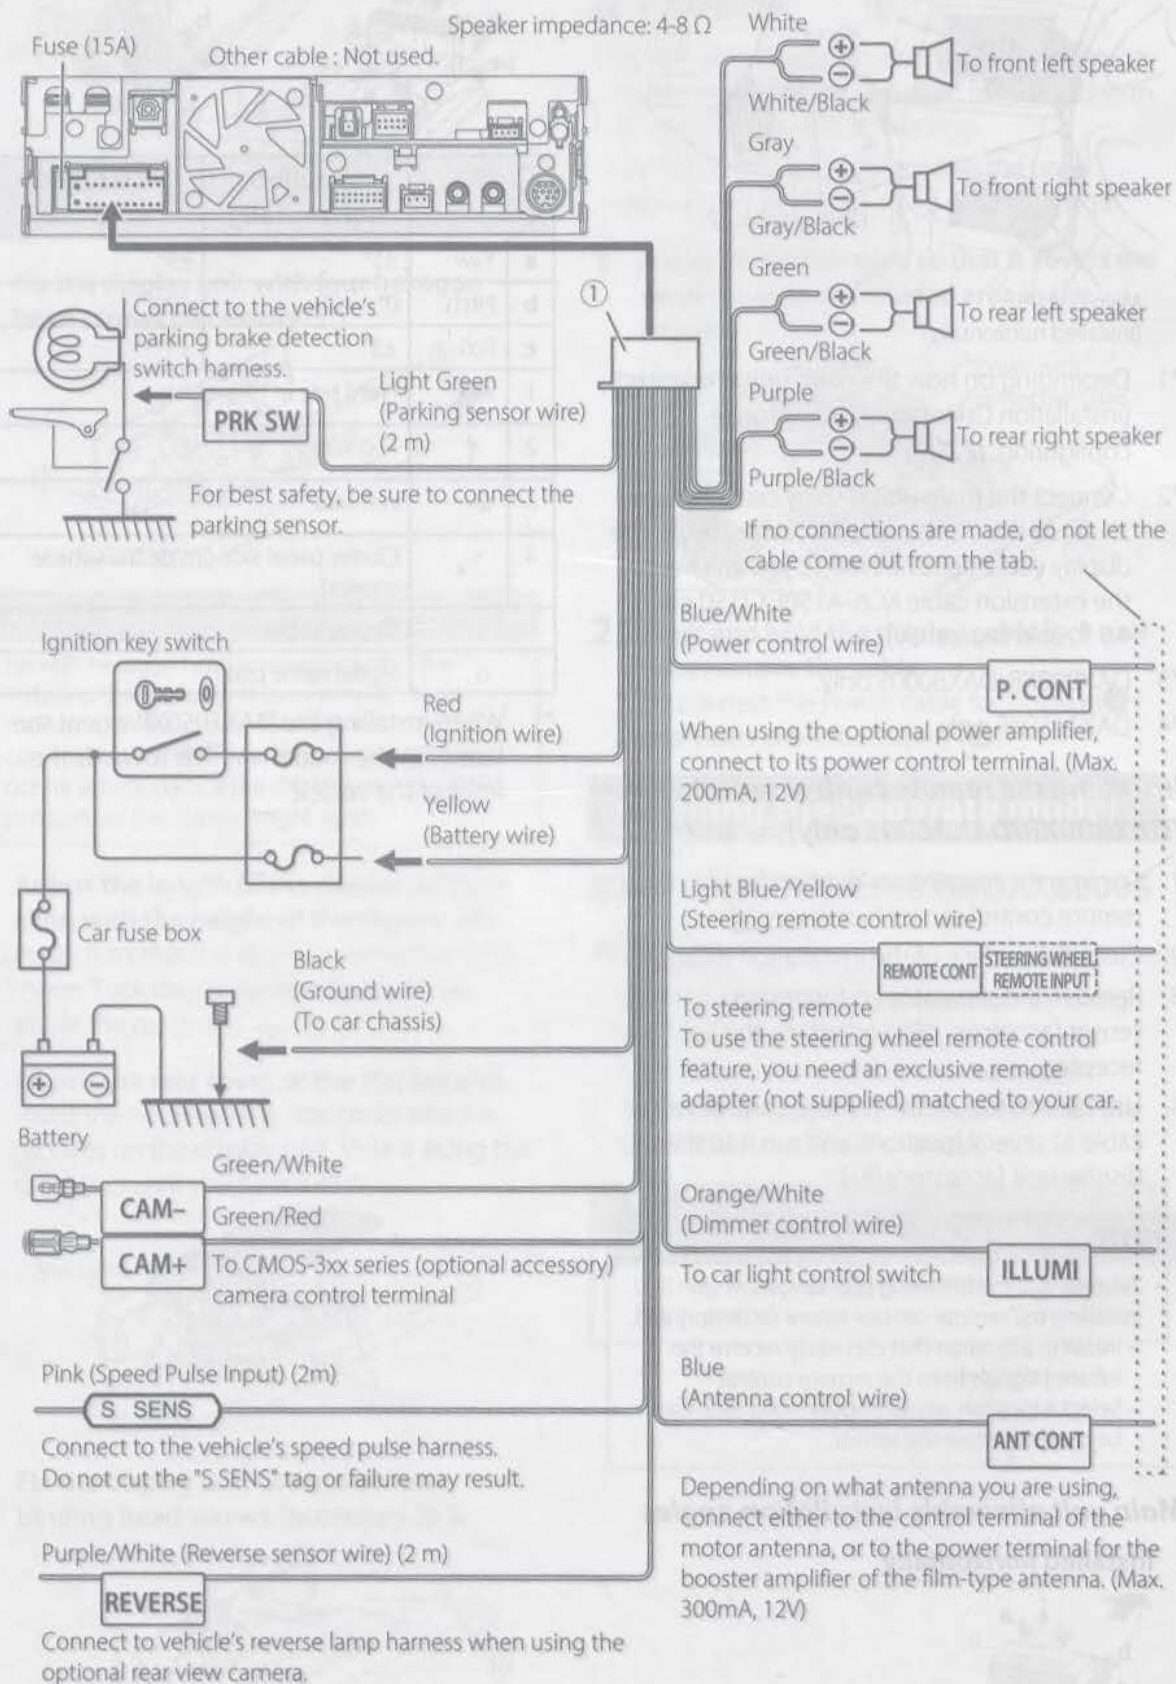 Speaker impedance: 4-8 Ω
Fuse (15A)
Other cable : Not used.
White
To front left speaker
White/Black
Gray
To front right speaker
Gray/Black
Green
To rear left speaker
Green/Black
Purple
To rear right speaker
Purple/Black
①
Connect to the vehicle's
parking brake detection
switch harness.
PRK SW
Light Green
(Parking sensor wire)
(2 m)
For best safety, be sure to connect the
parking sensor.
If no connections are made, do not let the
cable come out from the tab.
Ignition key switch
Red
(Ignition wire)
Yellow
(Battery wire)
Car fuse box
Black
(Ground wire)
(To car chassis)
Battery
Blue/White
(Power control wire)
P. CONT
When using the optional power amplifier,
connect to its power control terminal. (Max.
200mA, 12V)
Light Blue/Yellow
(Steering remote control wire)
REMOTE CONT
STEERING WHEEL
REMOTE INPUT
To steering remote
To use the steering wheel remote control
feature, you need an exclusive remote
adapter (not supplied) matched to your car.
Green/White
CAM−
Green/Red
CAM+
To CMOS-3xx series (optional accessory)
camera control terminal
Orange/White
(Dimmer control wire)
To car light control switch
ILLUMI
Pink (Speed Pulse Input) (2m)
S SENS
Connect to the vehicle's speed pulse harness.
Do not cut the "S SENS" tag or failure may result.
Blue
(Antenna control wire)
ANT CONT
Depending on what antenna you are using,
connect either to the control terminal of the
motor antenna, or to the power terminal for the
booster amplifier of the film-type antenna. (Max.
300mA, 12V)
Purple/White (Reverse sensor wire) (2 m)
REVERSE
Connect to vehicle's reverse lamp harness when using the
optional rear view camera.